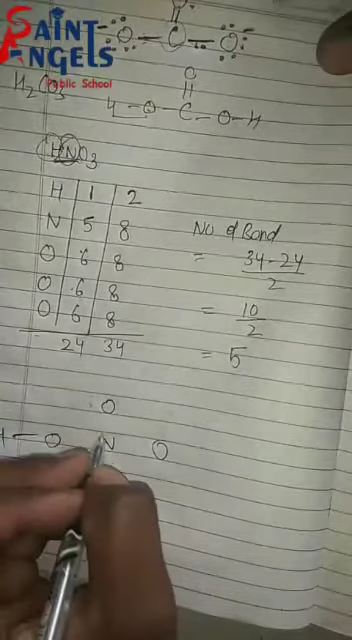 SAINT
ANGELS
Public School
O — C — O
H₂CO₃
O
H — O — C — O — H
HNO₃
H 1 2
N 5 8
O 6 8
O 6 8
O 6 8
24 34
No of Bond
= 34-24 / 2
= 10 / 2
= 5
O
H — O N O